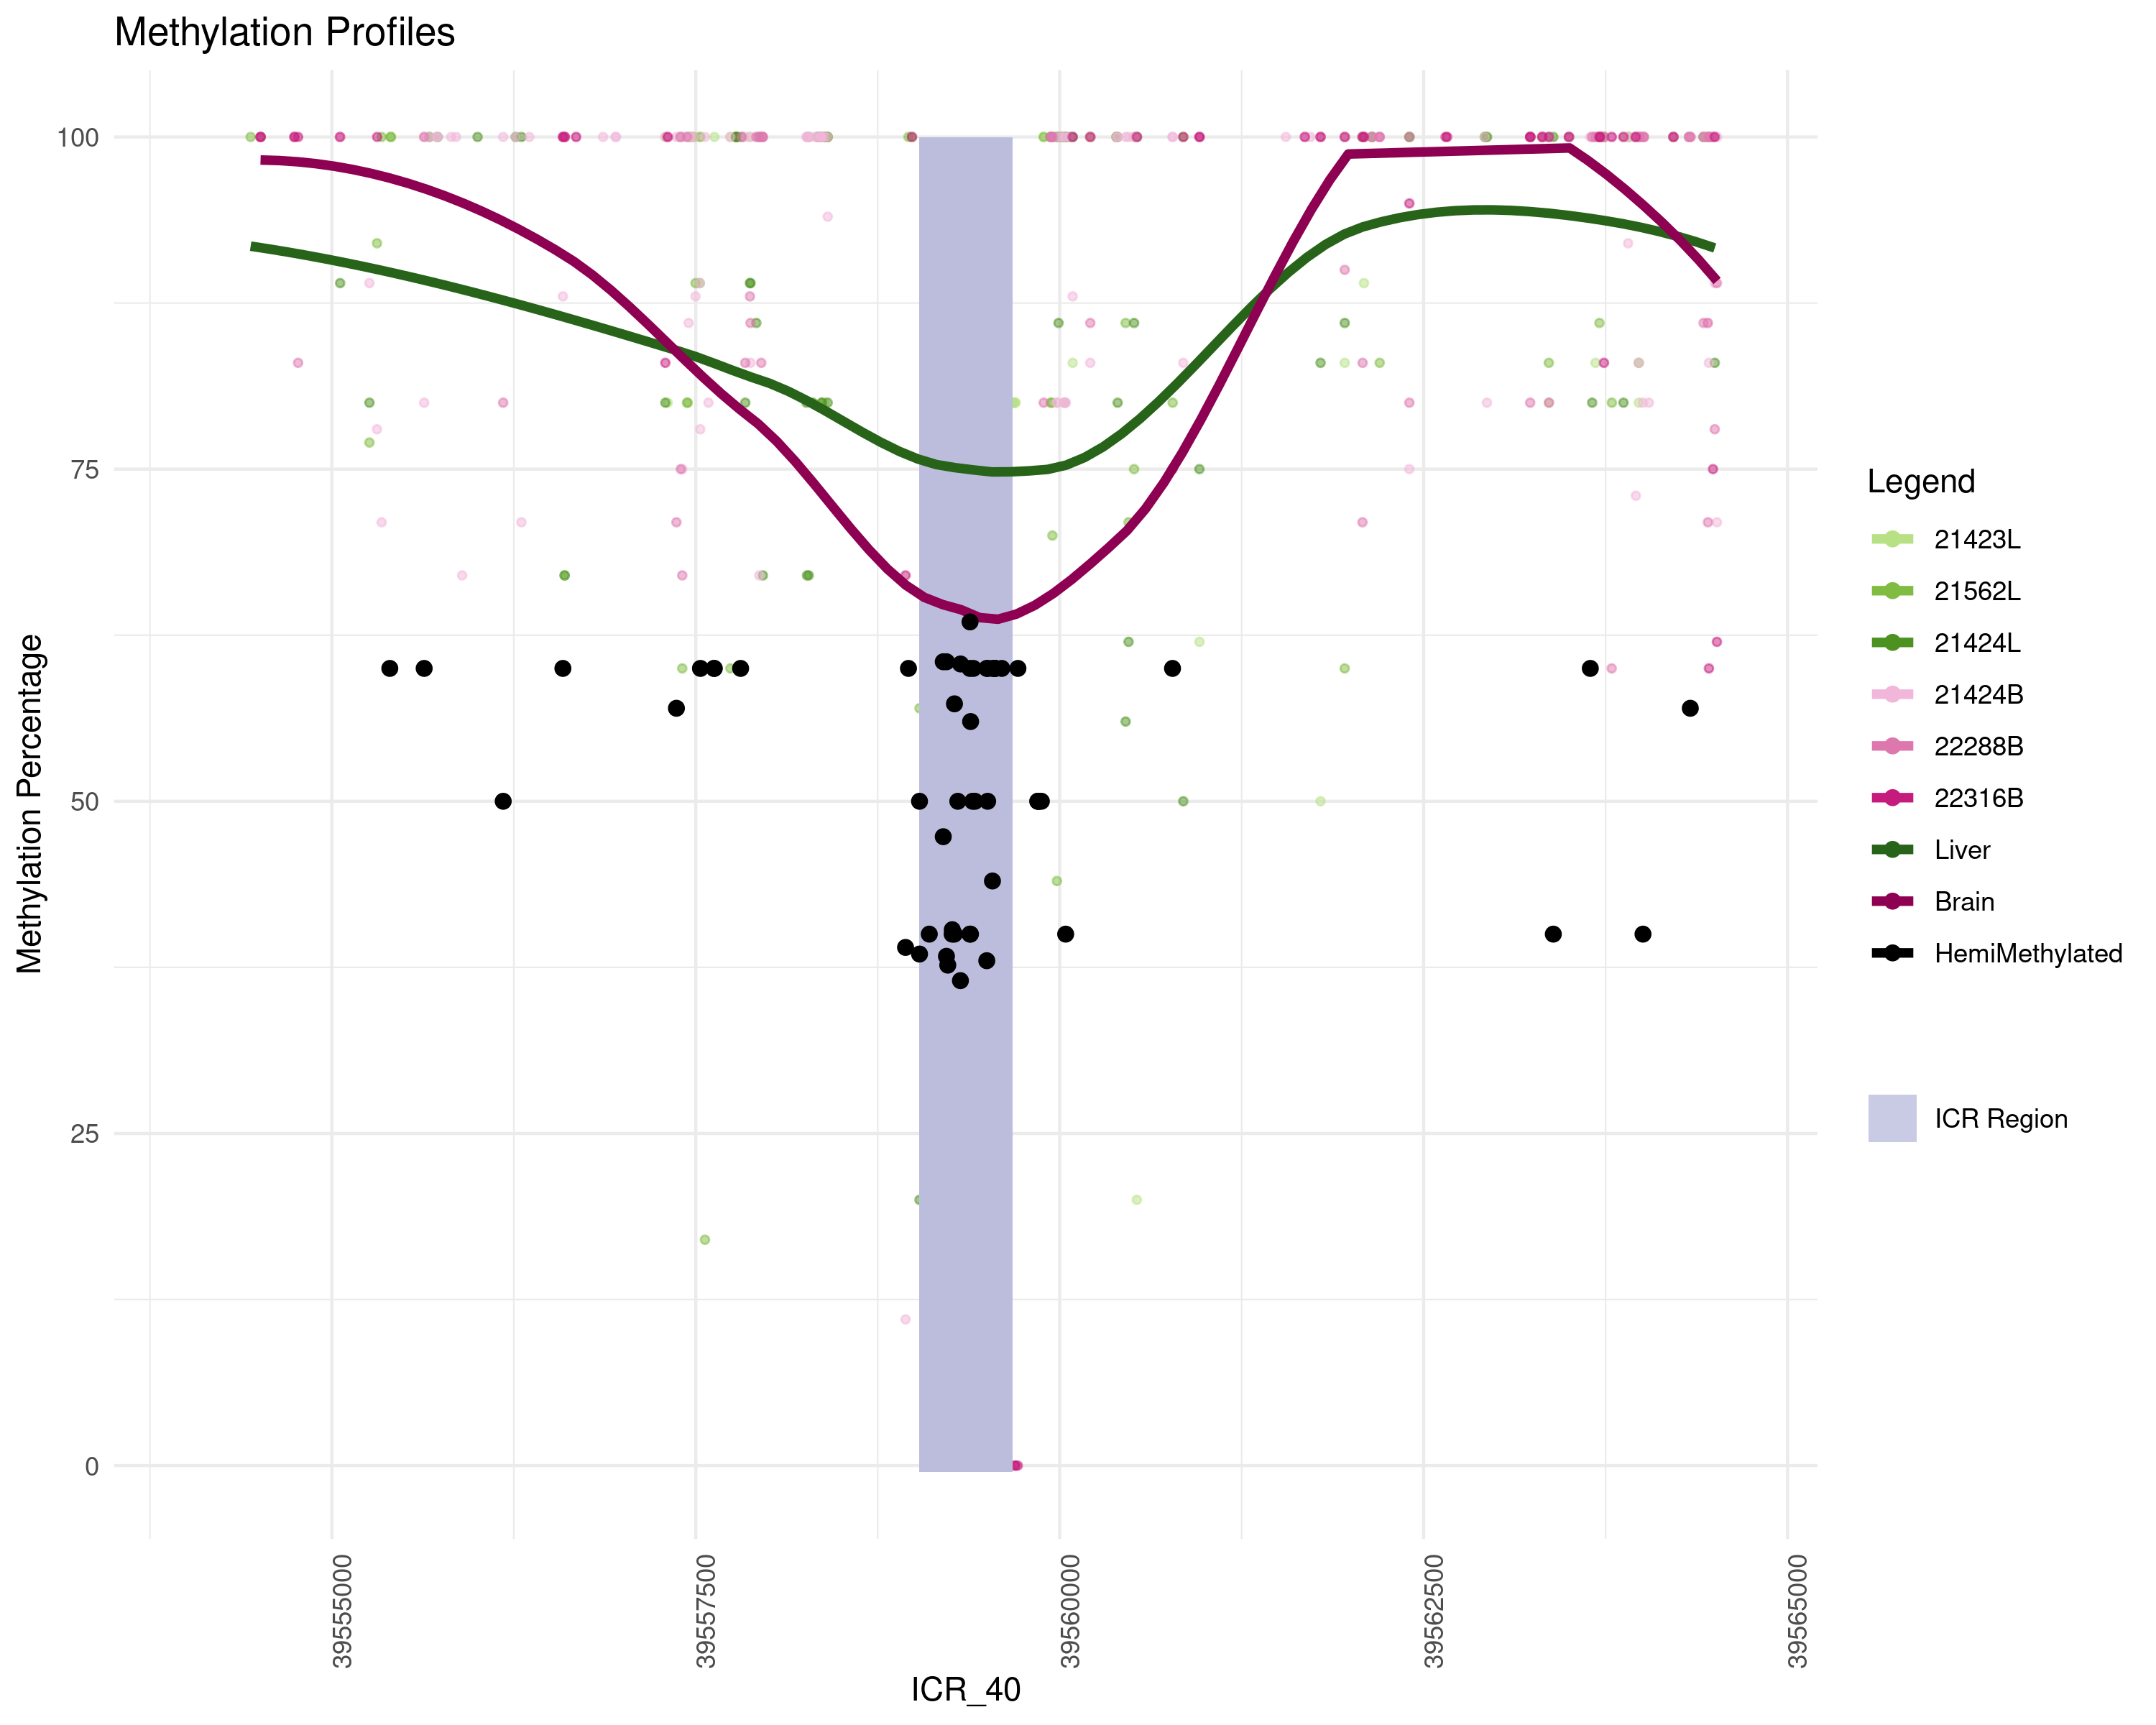 Methylation Profiles
Methylation Percentage
100
75
50
25
0
39555000
39557500
39560000
39562500
39565000
ICR_40
Legend
21423L
21562L
21424L
21424B
22288B
22316B
Liver
Brain
HemiMethylated
ICR Region